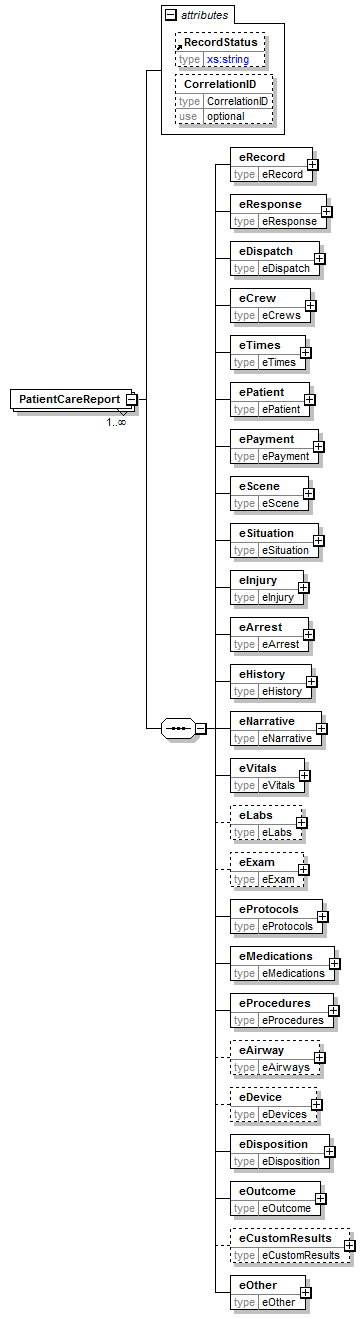 attributes
RecordStatus
type xs:string
CorrelationID
type CorrelationID
use optional
eRecord
type eRecord
eResponse
type eResponse
eDispatch
type eDispatch
eCrew
type eCrews
eTimes
type eTimes
PatientCareReport
1..∞
ePatient
type ePatient
ePayment
type ePayment
eScene
type eScene
eSituation
type eSituation
eInjury
type eInjury
eArrest
type eArrest
eHistory
type eHistory
eNarrative
type eNarrative
eVitals
type eVitals
eLabs
type eLabs
eExam
type eExam
eProtocols
type eProtocols
eMedications
type eMedications
eProcedures
type eProcedures
eAirway
type eAirways
eDevice
type eDevices
eDisposition
type eDisposition
eOutcome
type eOutcome
eCustomResults
type eCustomResults
eOther
type eOther